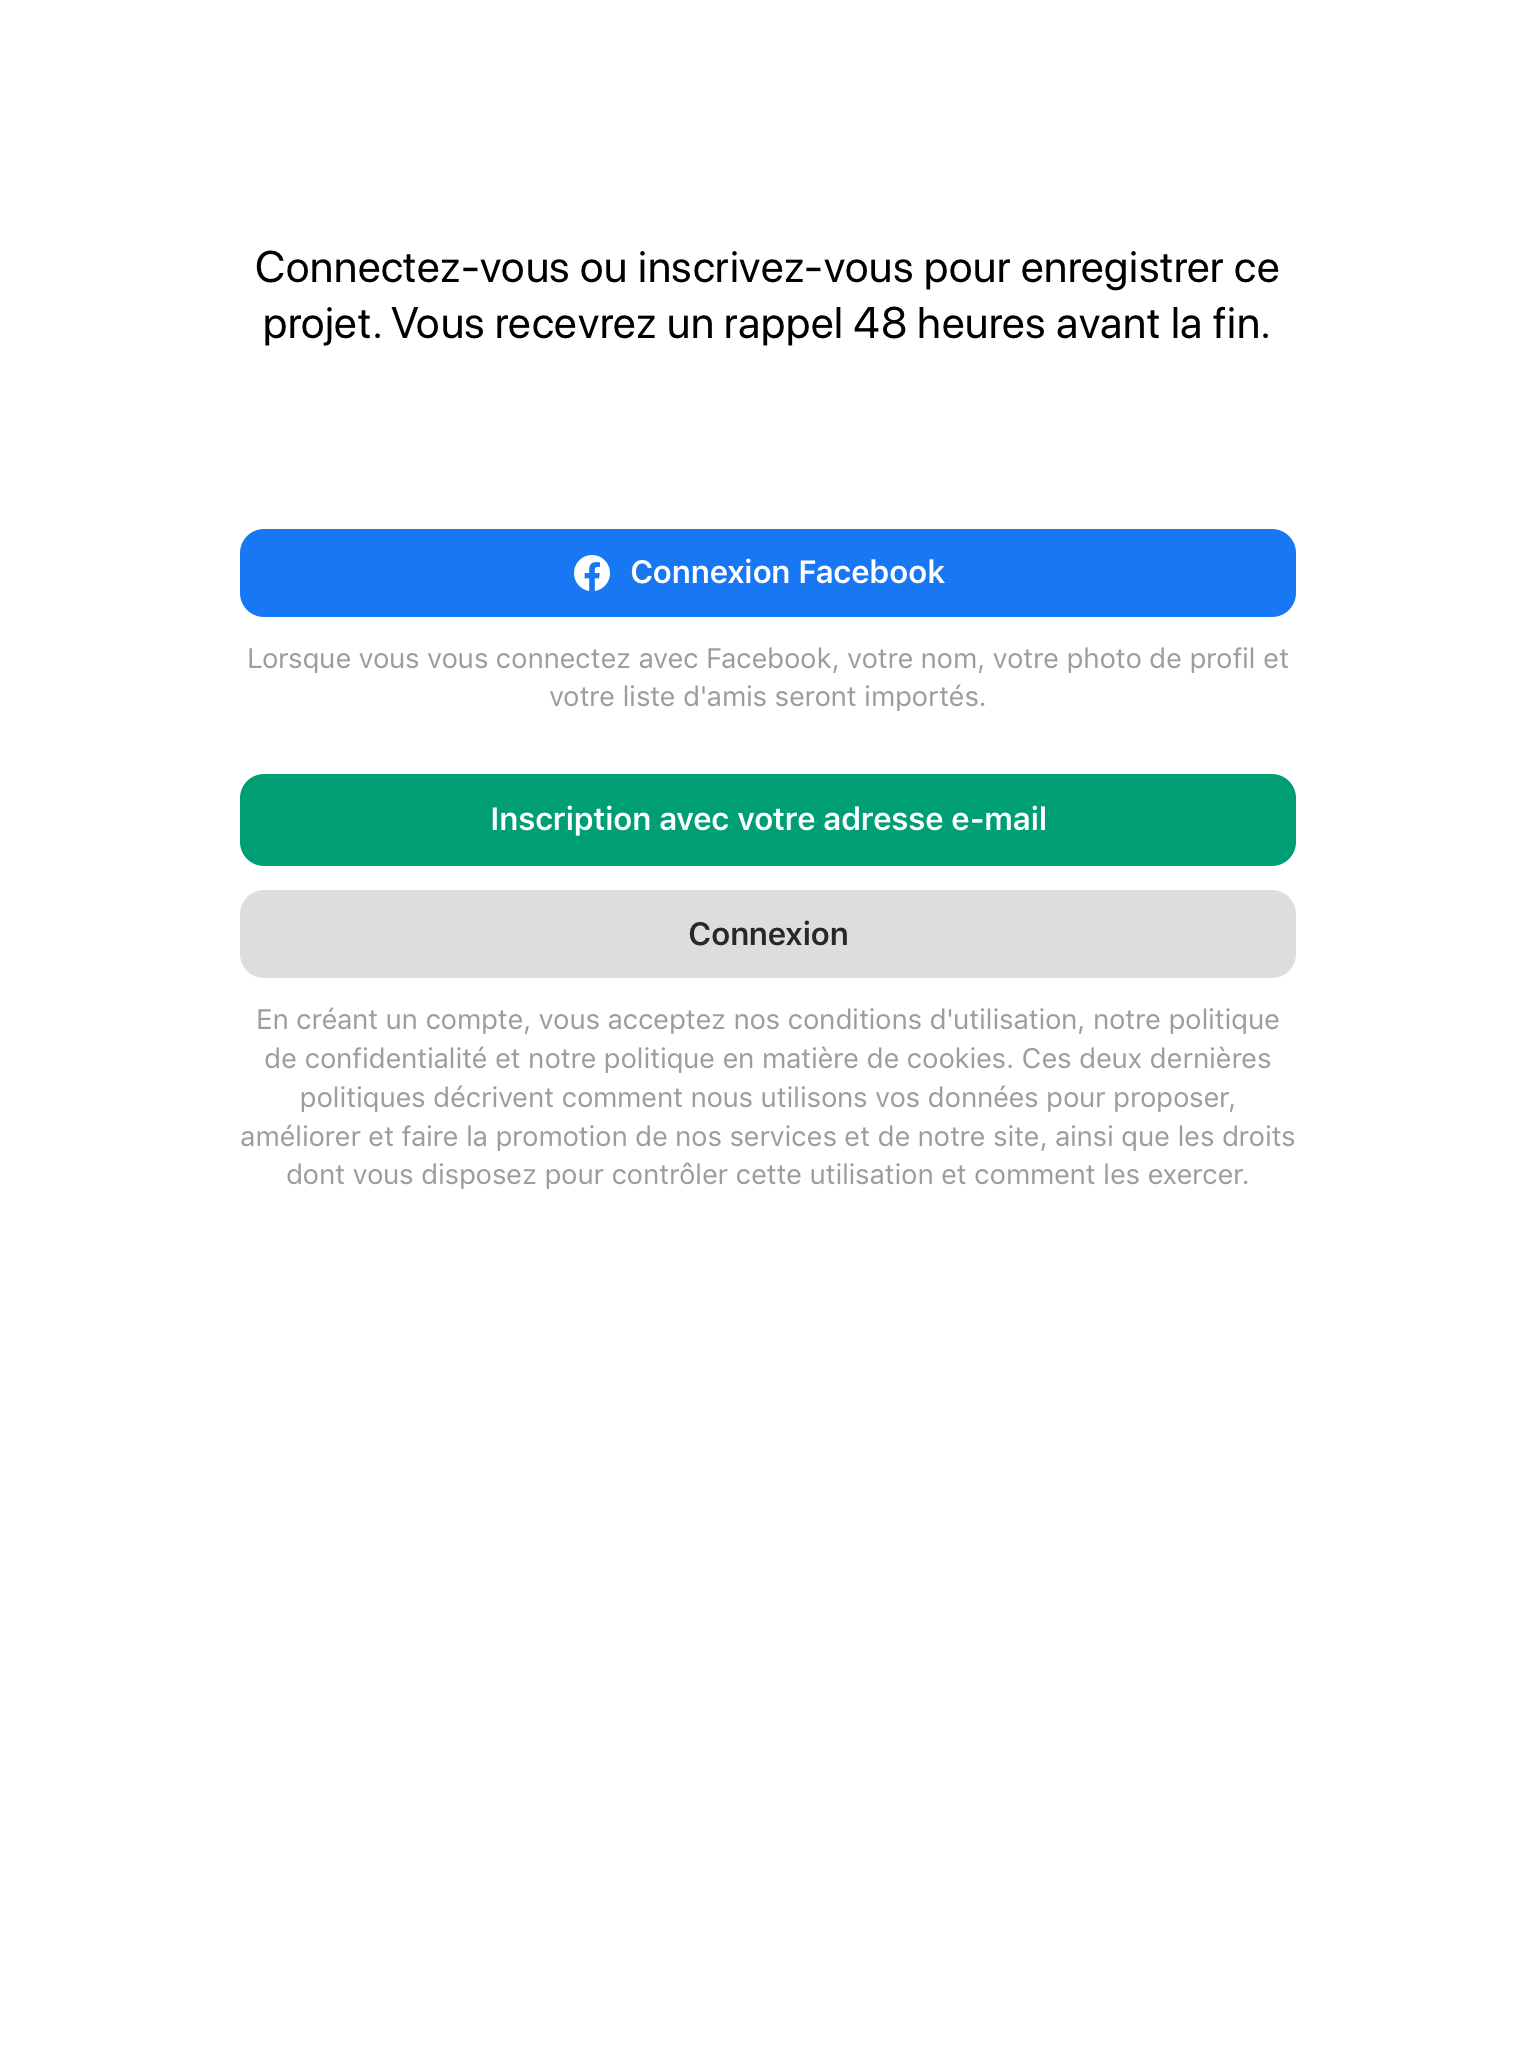 Connectez-vous ou inscrivez-vous pour enregistrer ce
projet. Vous recevrez un rappel 48 heures avant la fin.
Connexion Facebook
Lorsque vous vous connectez avec Facebook, votre nom, votre photo de profil et
votre liste d'amis seront importés.
Inscription avec votre adresse e-mail
Connexion
En créant un compte, vous acceptez nos conditions d'utilisation, notre politique
de confidentialité et notre politique en matière de cookies. Ces deux dernières
politiques décrivent comment nous utilisons vos données pour proposer,
améliorer et faire la promotion de nos services et de notre site, ainsi que les droits
dont vous disposez pour contrôler cette utilisation et comment les exercer.